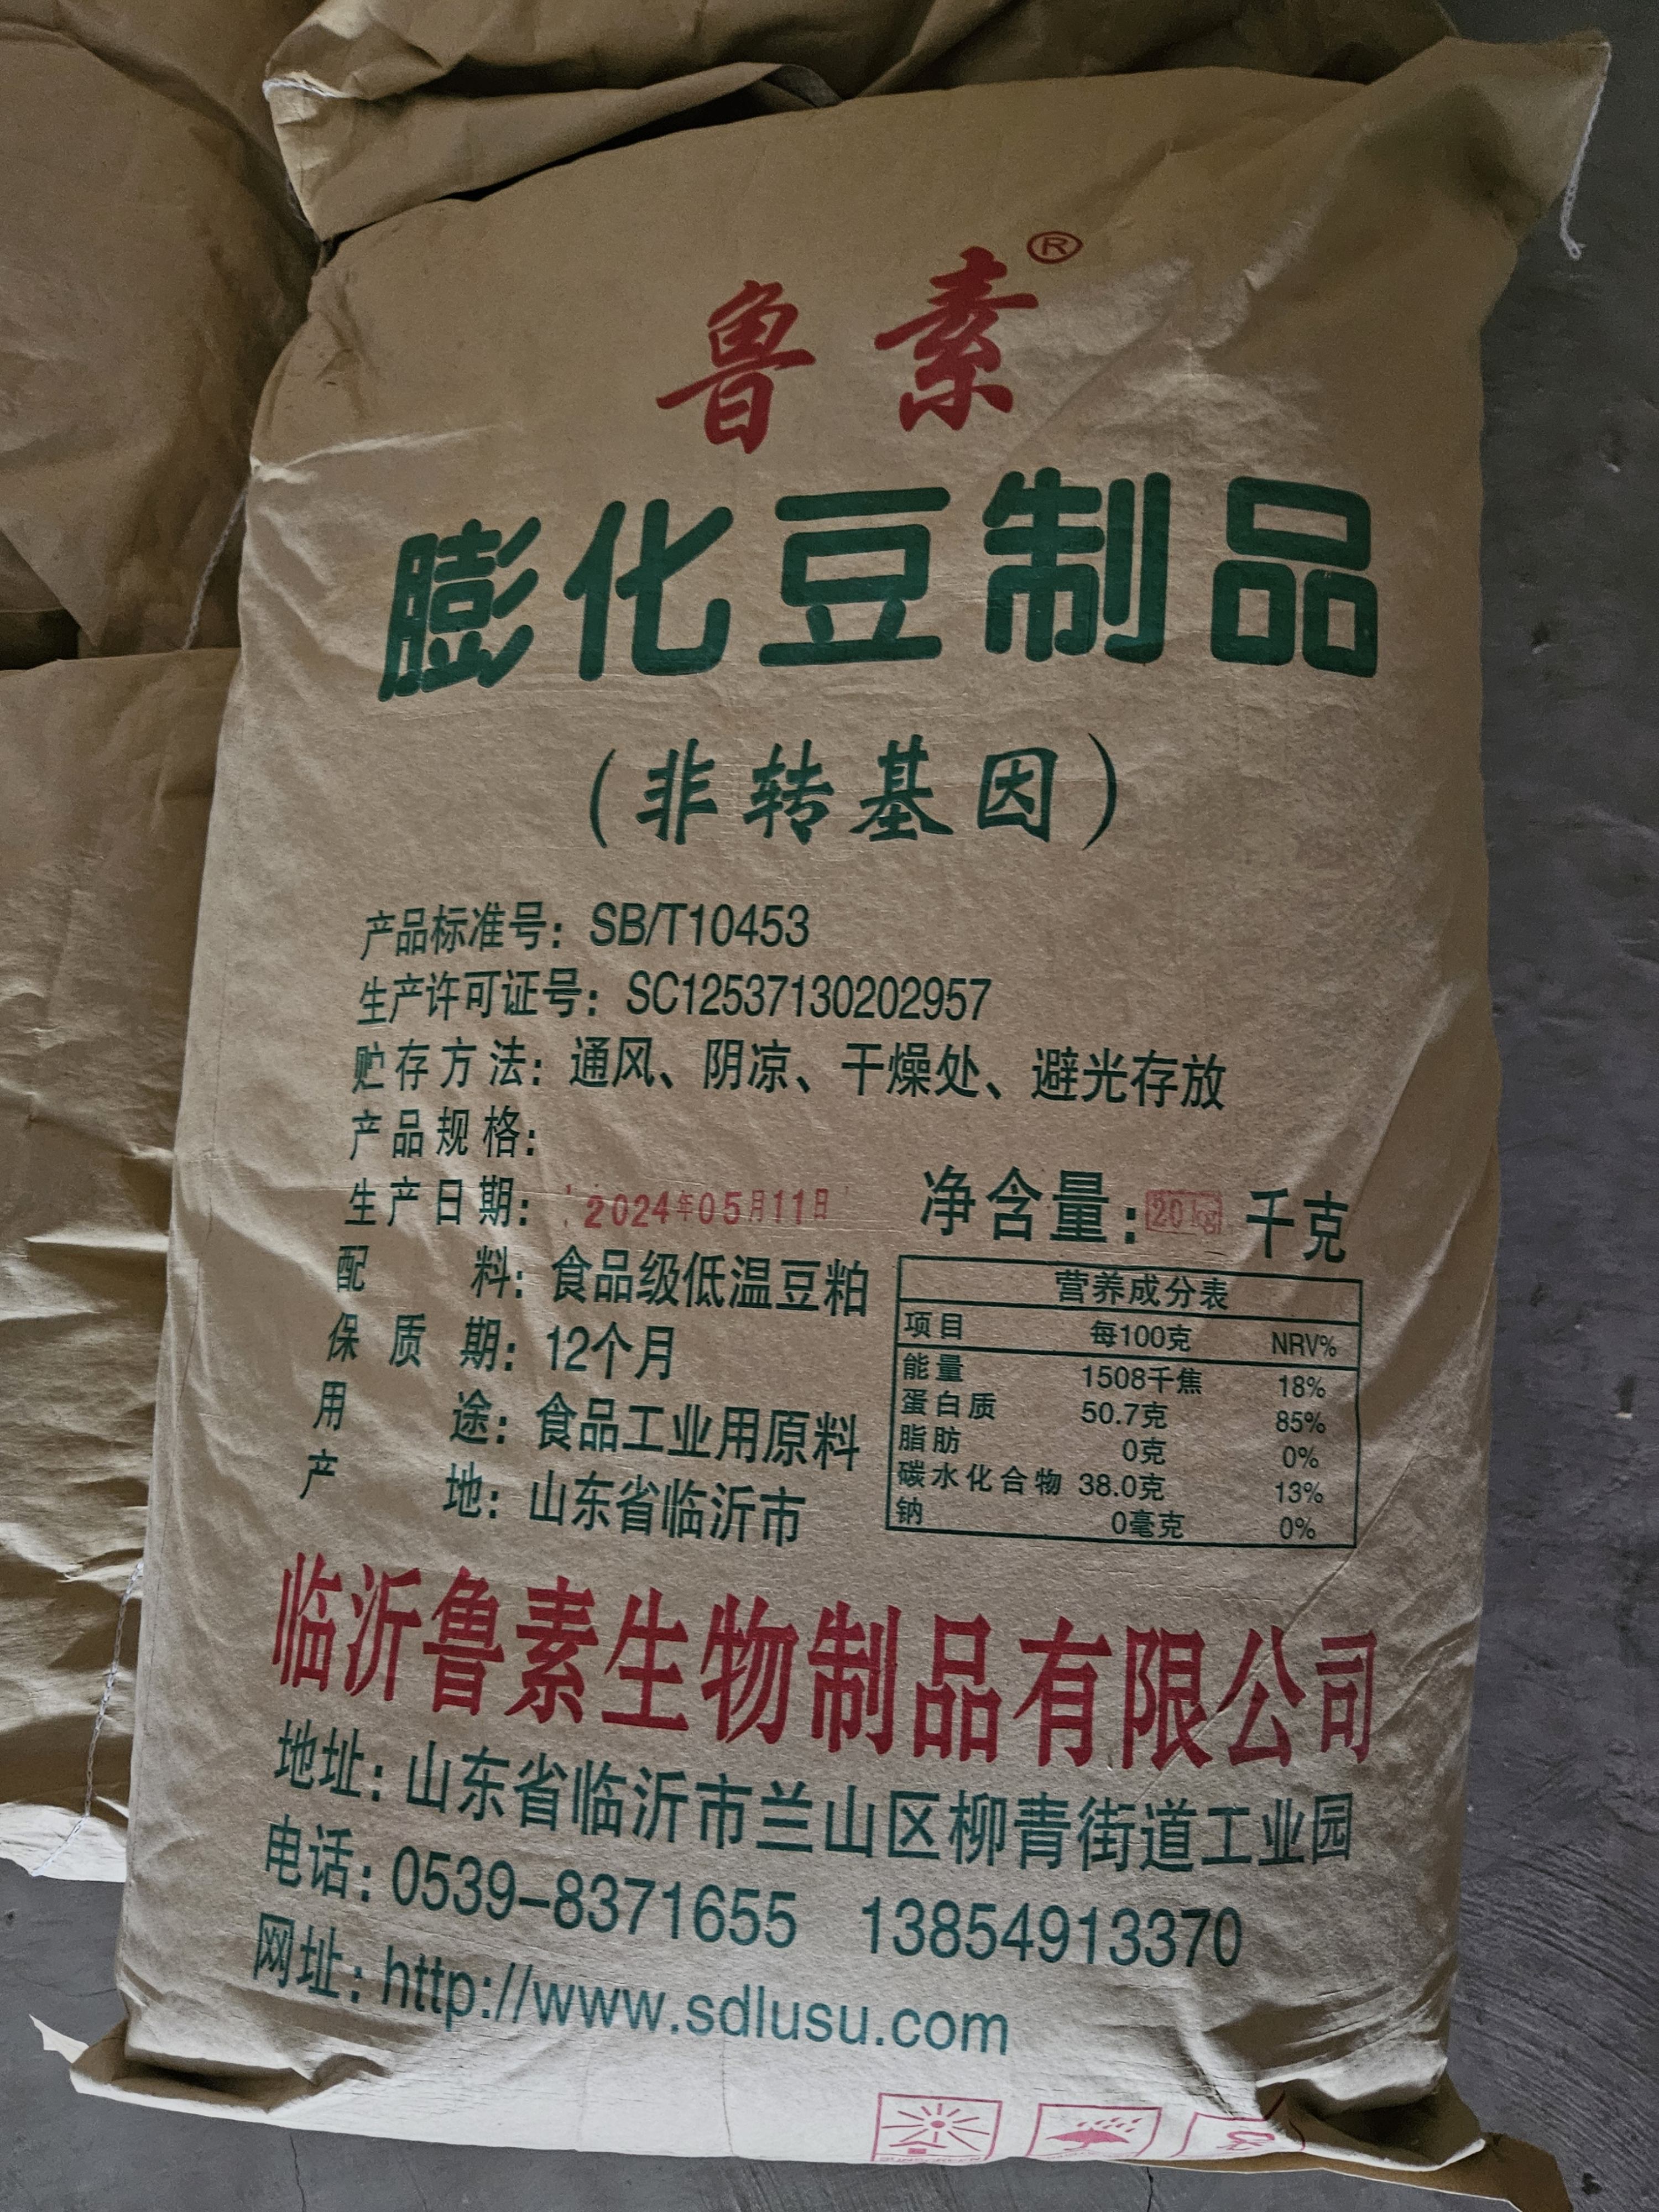 鲁素®
膨化豆制品
(非转基因)
产品标准号：SB/T10453
生产许可证号：SC12537130202957
贮存方法：通风、阴凉、干燥处、避光存放
产品规格：
生产日期：2024年05月11日
净含量：20kg 千克
配料：食品级低温豆粕
保质期：12个月
用途：食品工业用原料
产地：山东省临沂市
营养成分表
项目 每100克 NRV%
能量 1508千焦 18%
蛋白质 50.7克 85%
脂肪 0克 0%
碳水化合物 38.0克 13%
钠 0毫克 0%
临沂鲁素生物制品有限公司
地址：山东省临沂市兰山区柳青街道工业园
电话：0539-8371655 13854913370
网址：http://www.sdlusu.com